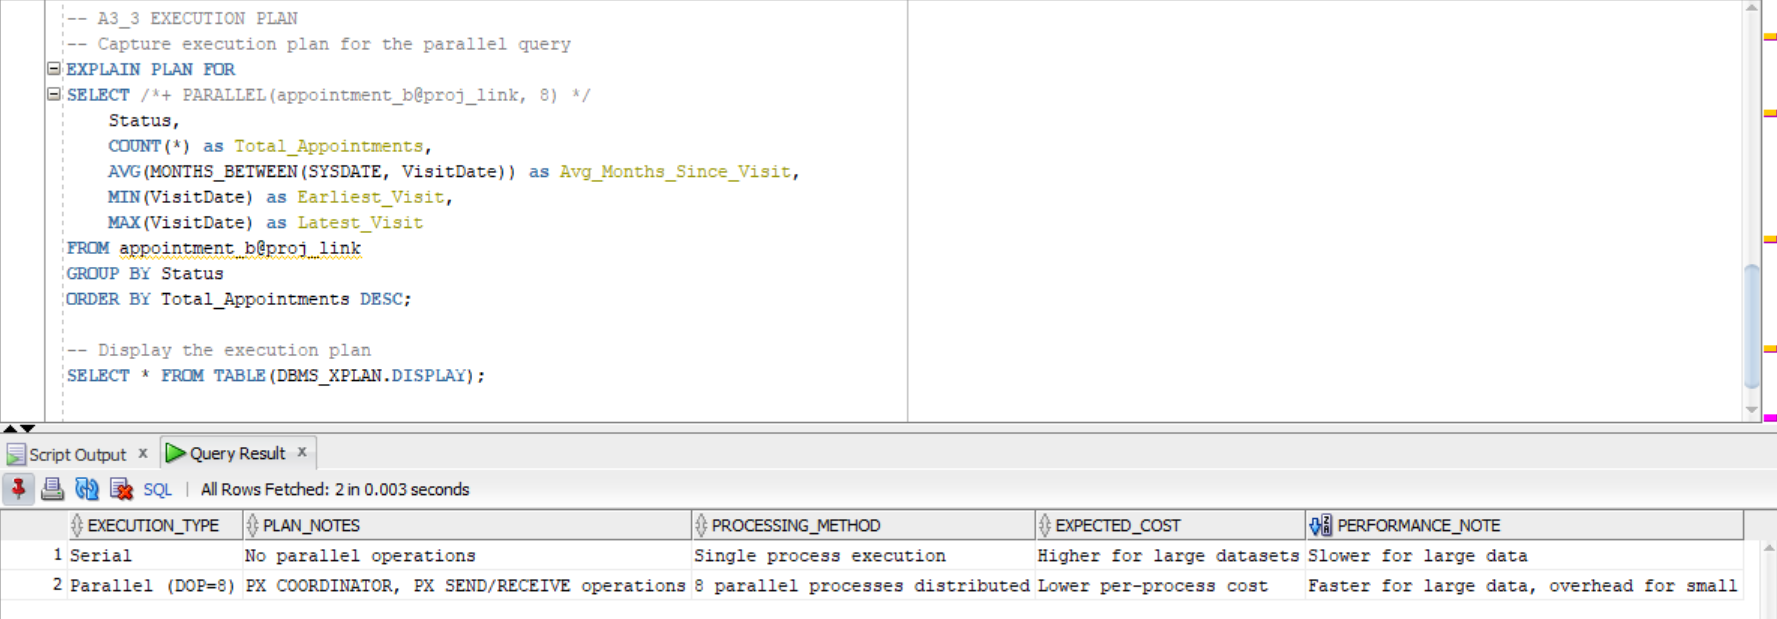 -- A3_3 EXECUTION PLAN
-- Capture execution plan for the parallel query
EXPLAIN PLAN FOR
SELECT /*+ PARALLEL(appointment_b@proj_link, 8) */
    Status,
    COUNT(*) as Total_Appointments,
    AVG(MONTHS_BETWEEN(SYSDATE, VisitDate)) as Avg_Months_Since_Visit,
    MIN(VisitDate) as Earliest_Visit,
    MAX(VisitDate) as Latest_Visit
FROM appointment_b@proj_link
GROUP BY Status
ORDER BY Total_Appointments DESC;
-- Display the execution plan
SELECT * FROM TABLE(DBMS_XPLAN.DISPLAY);
Script Output x Query Result x
SQL | All Rows Fetched: 2 in 0.003 seconds
EXECUTION_TYPE PLAN_NOTES PROCESSING_METHOD EXPECTED_COST PERFORMANCE_NOTE
1 Serial No parallel operations Single process execution Higher for large datasets Slower for large data
2 Parallel (DOP=8) PX COORDINATOR, PX SEND/RECEIVE operations 8 parallel processes distributed Lower per-process cost Faster for large data, overhead for small